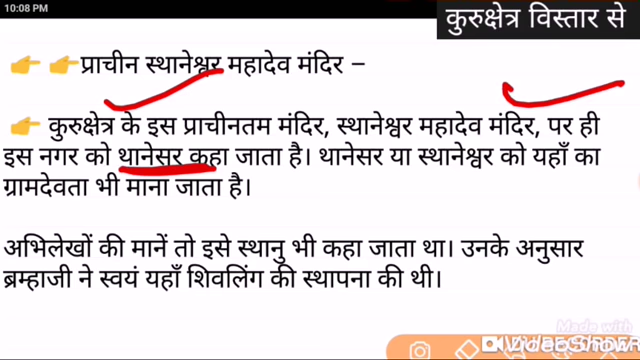 10:08 PM
कुरुक्षेत्र विस्तार से
👉 👉प्राचीन स्थानेश्वर महादेव मंदिर –
👉 कुरुक्षेत्र के इस प्राचीनतम मंदिर, स्थानेश्वर महादेव मंदिर, पर ही
इस नगर को थानेसर कहा जाता है। थानेसर या स्थानेश्वर को यहाँ का
ग्रामदेवता भी माना जाता है।
अभिलेखों की मानें तो इसे स्थानु भी कहा जाता था। उनके अनुसार
ब्रम्हाजी ने स्वयं यहाँ शिवलिंग की स्थापना की थी।
Made with